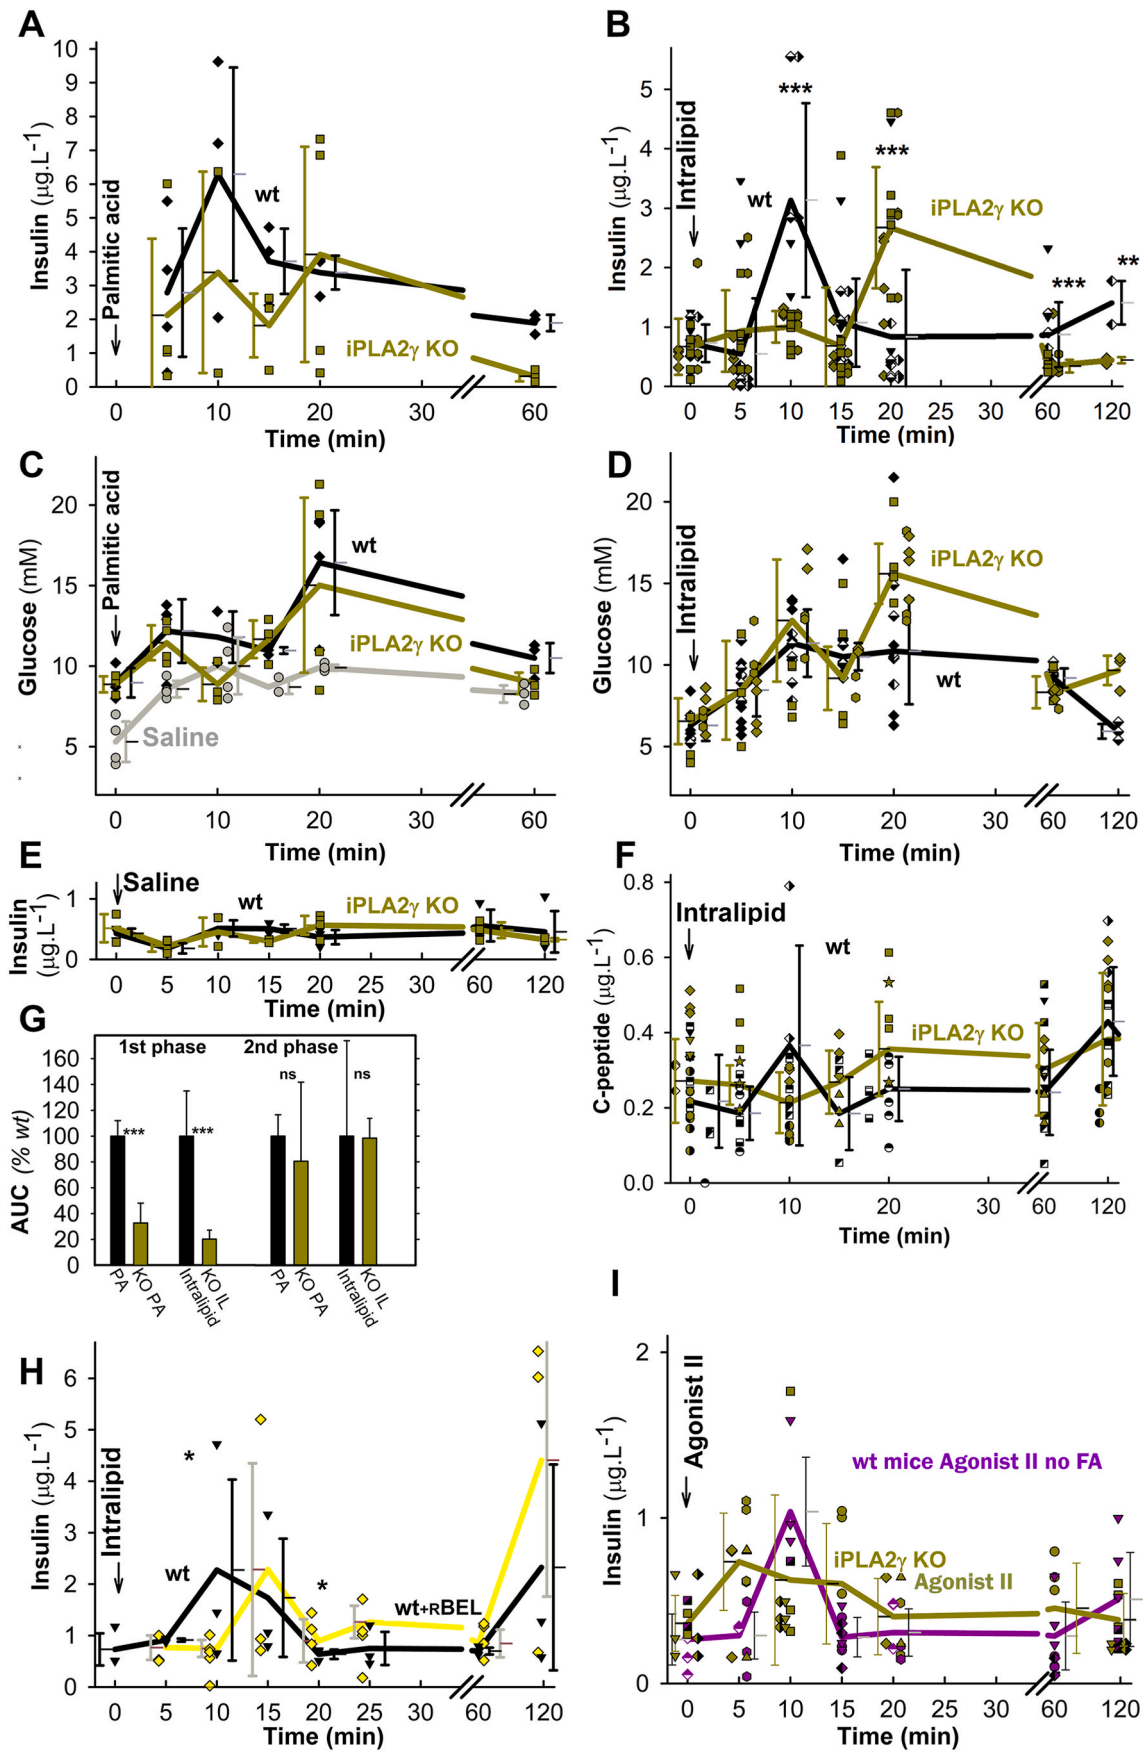 A
10
9
8
7
6
5
4
3
2
1
0
Insulin (µg.L⁻¹)
Palmitic acid
wt
iPLA2γ KO
0 10 20 30 60
Time (min)
B
5
4
3
2
1
0
Insulin (µg.L⁻¹)
Intralipid
wt
***
***
iPLA2γ KO
***
**
0 5 10 15 20 25 30 60 120
Time (min)
C
20
15
10
5
Glucose (mM)
Palmitic acid
wt
iPLA2γ KO
Saline
0 10 20 30 60
Time (min)
D
20
15
10
5
Glucose (mM)
Intralipid
iPLA2γ KO
wt
0 10 20 30 60 120
Time (min)
E
1
0
Insulin
(µg.L⁻¹)
Saline
wt
iPLA2γ KO
0 10 20 30 60 120
Time (min)
F
0.8
0.6
0.4
0.2
0.0
C-peptide (µg.L⁻¹)
Intralipid
wt
iPLA2γ KO
0 10 20 30 60 120
Time (min)
G
160
140
120
100
80
60
40
20
0
AUC (% wt)
1st phase 2nd phase
*** *** ns ns
PA
KO PA
Intralipid
KO IL
PA
KO PA
Intralipid
KO IL
H
6
5
4
3
2
1
0
Insulin (µg.L⁻¹)
Intralipid
*
wt
*
wt+RBEL
0 5 10 15 20 25 30 60 120
Time (min)
I
2
1
0
Insulin (µg.L⁻¹)
Agonist II
wt mice Agonist II no FA
iPLA2γ KO
Agonist II
0 5 10 15 20 25 30 60 120
Time (min)